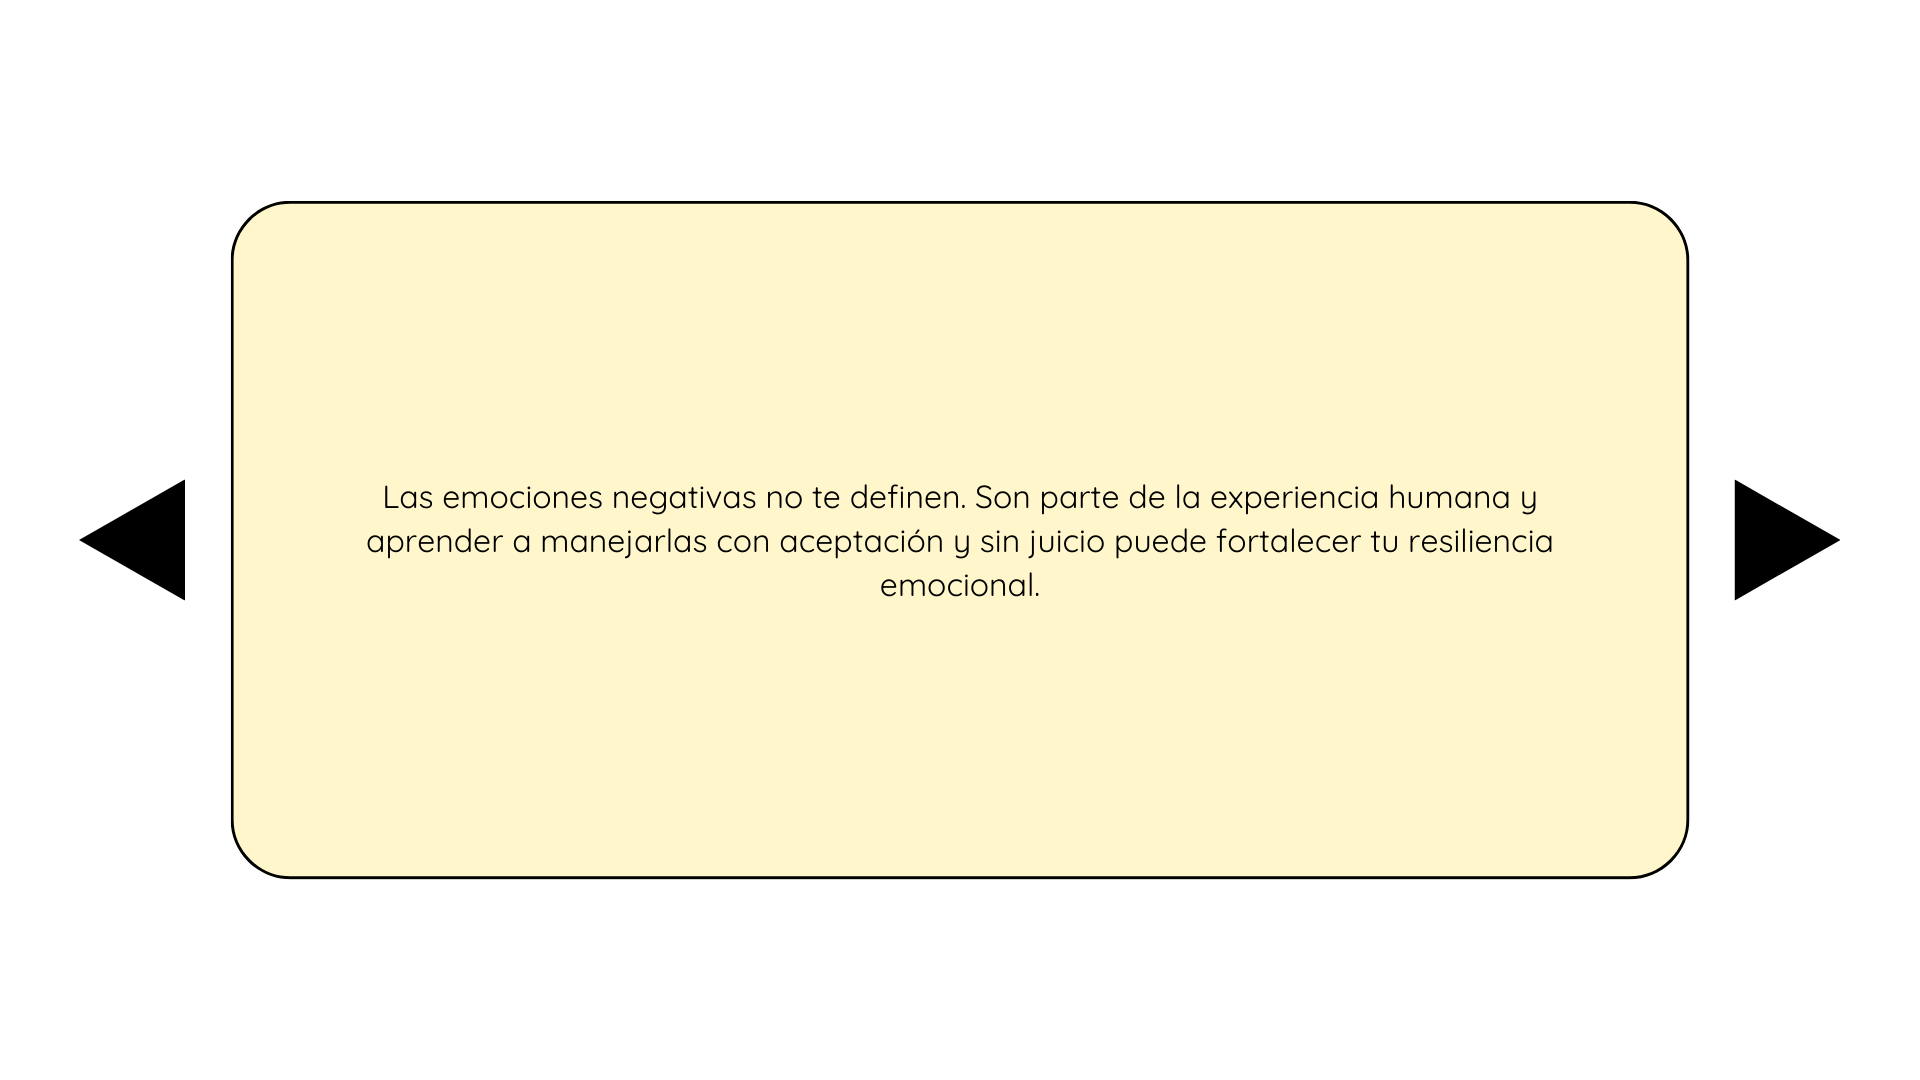 Las emociones negativas no te definen. Son parte de la experiencia humana y
aprender a manejarlas con aceptación y sin juicio puede fortalecer tu resiliencia
emocional.